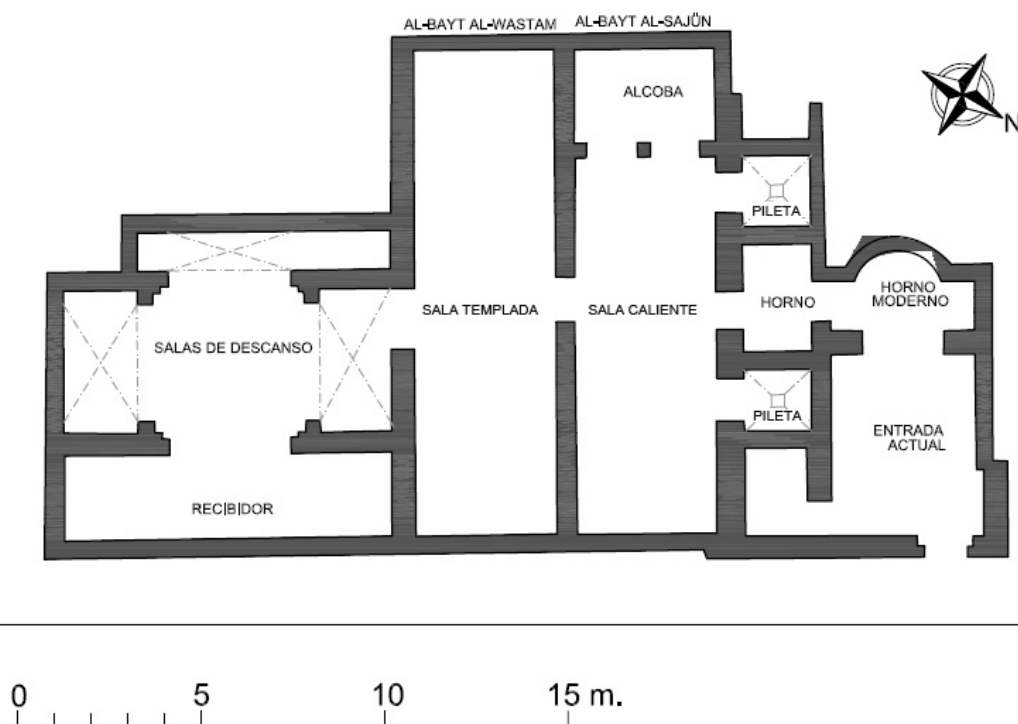 AL-BAYT AL-WASTAM
AL-BAYT AL-SAJÜN
ALCOBA
N
PILETA
SALA TEMPLADA
SALA CALIENTE
HORNO
HORNO
MODERNO
SALAS DE DESCANSO
PILETA
ENTRADA
ACTUAL
RECIBIDOR
0 5 10 15 m.